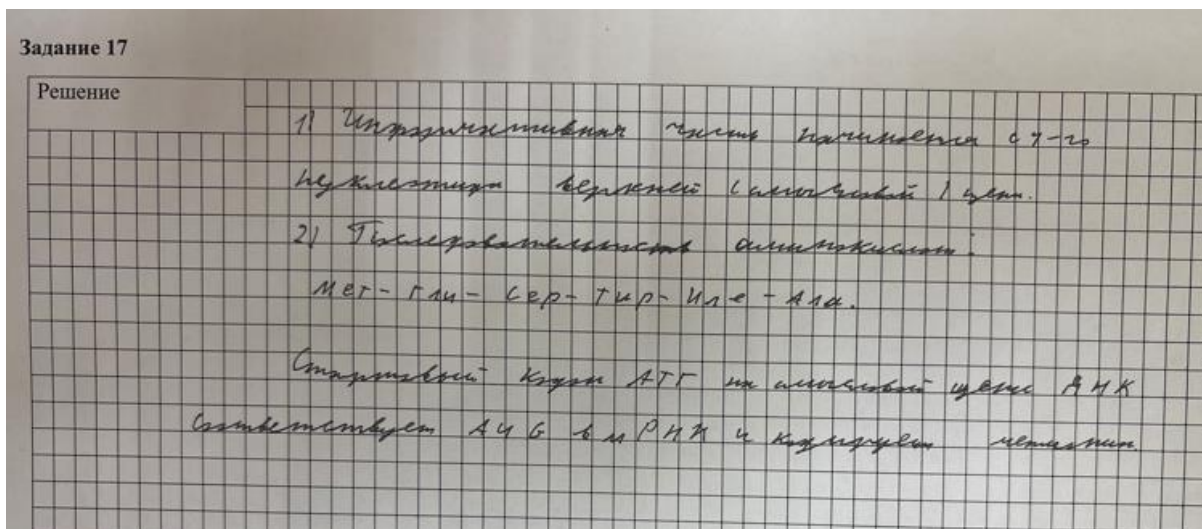 Задание 17
Решение
1) Информативная часть начинается с 7-го
нуклеотида верхней (смысловой) цепи.
2) Последовательность аминокислот:
Мет - Гли - Сер - Тир - Иле - Ала.
Стартовый кодон АТГ на смысловой цепи ДНК
соответствует АУG в мРНК и кодирует метионин.